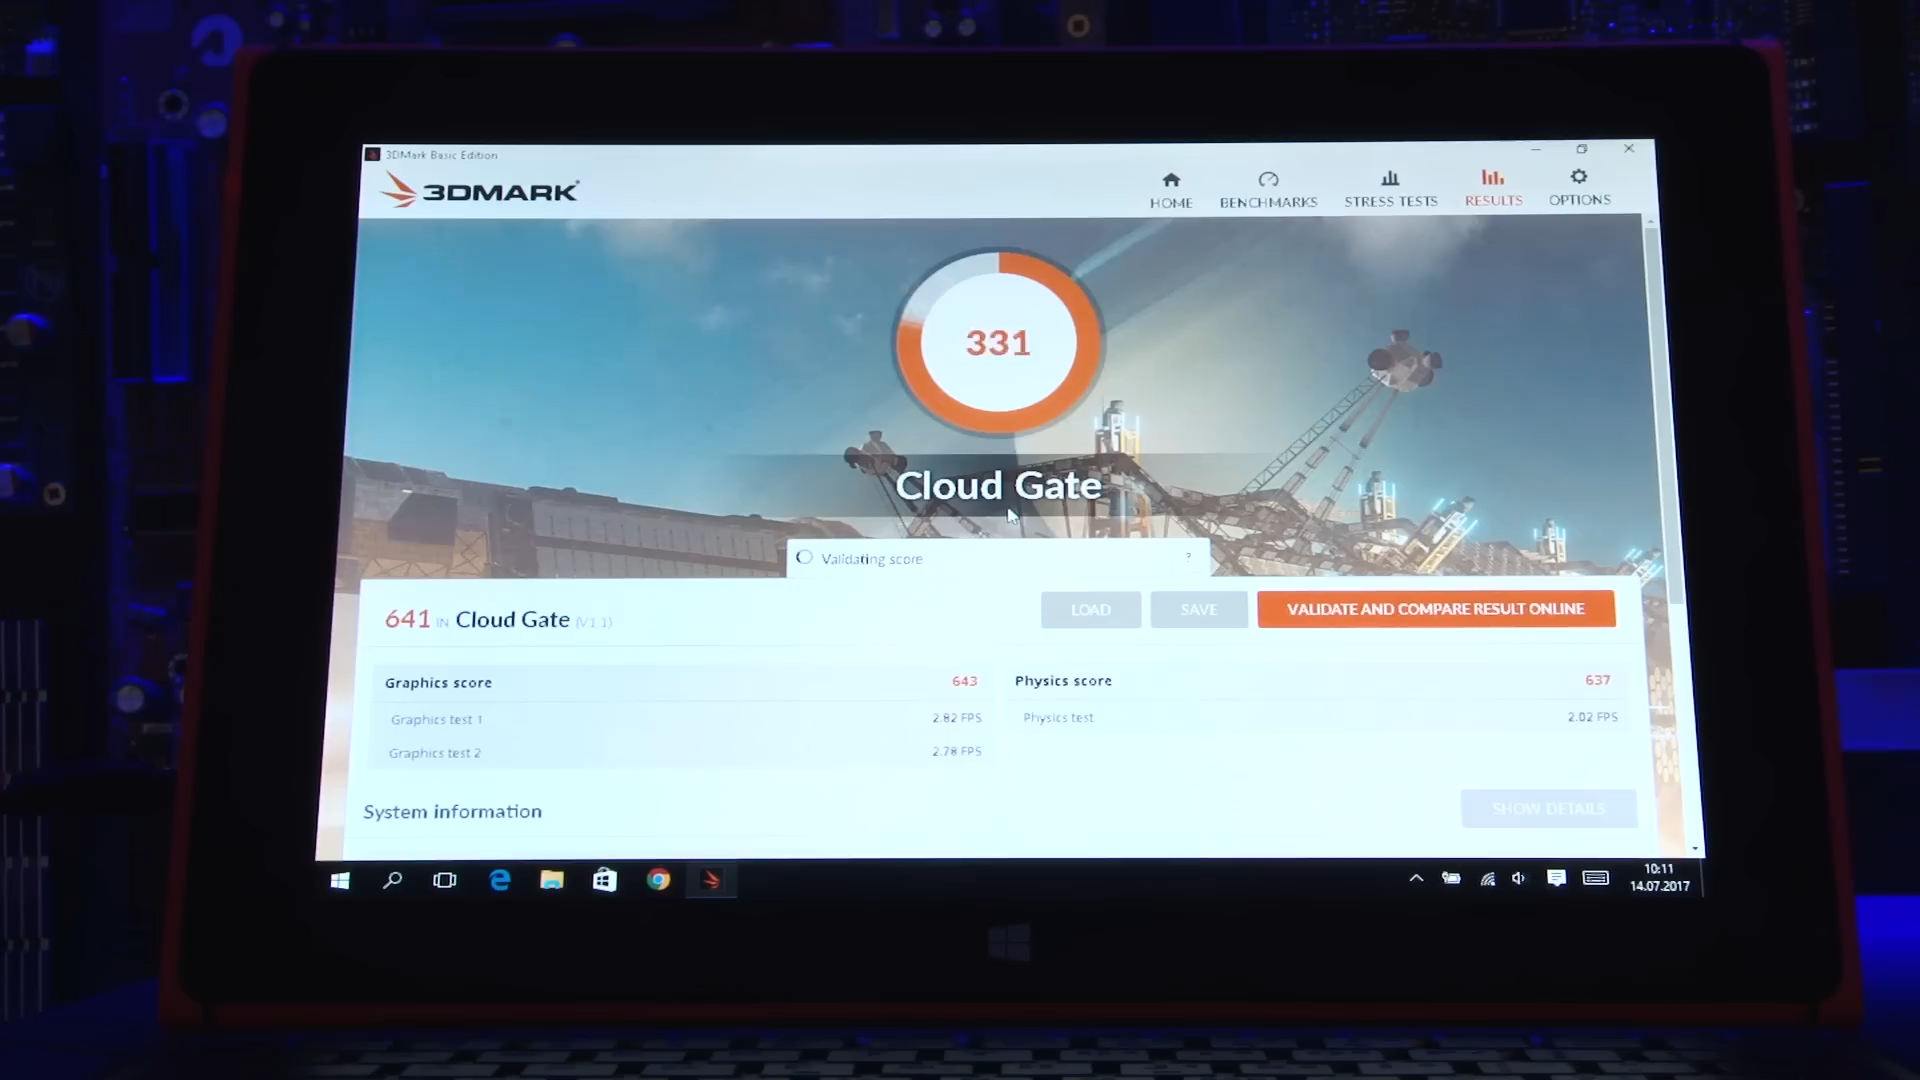 3DMark Basic Edition
3DMARK
HOME
BENCHMARKS
STRESS TESTS
RESULTS
OPTIONS
331
Cloud Gate
Validating score
?
641 IN Cloud Gate (V1.1)
LOAD
SAVE
VALIDATE AND COMPARE RESULT ONLINE
Graphics score 643
Graphics test 1 2.82 FPS
Graphics test 2 2.78 FPS
Physics score 637
Physics test 2.02 FPS
System information
SHOW DETAILS
10:11
14.07.2017